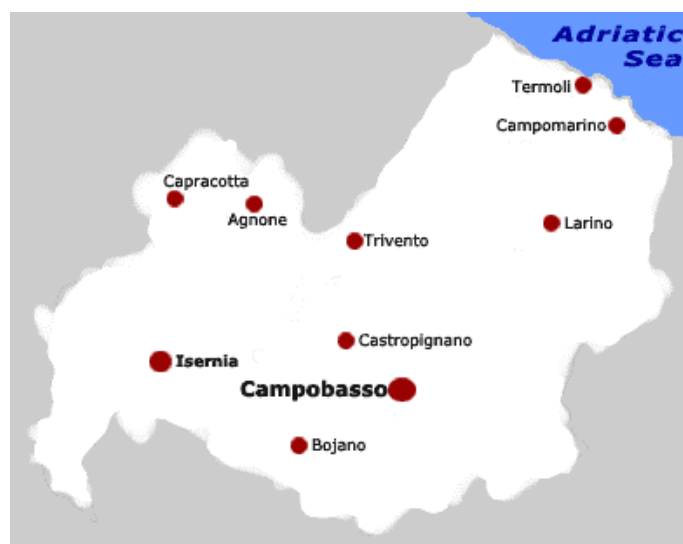 Adriatic
Sea
Termoli
Campomarino
Capracotta
Agnone
Larino
Trivento
Castropignano
Isernia
Campobasso
Bojano